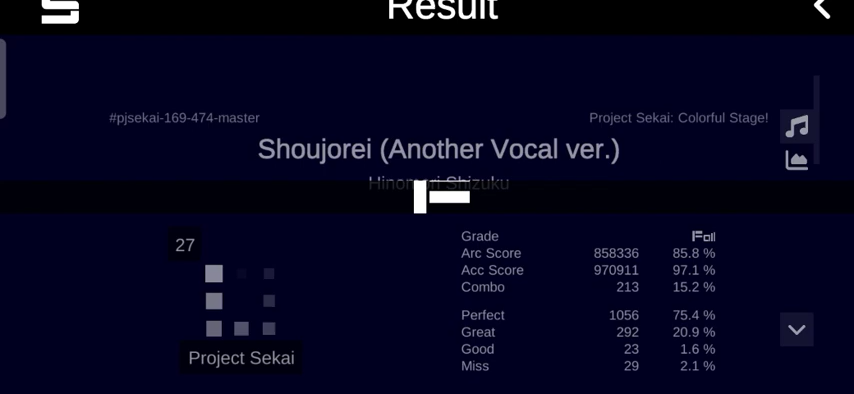 Result
#pjsekai-169-474-master
Project Sekai: Colorful Stage!
Shoujorei (Another Vocal ver.)
Hinomori Shizuku
27
Project Sekai
Grade Fall
Arc Score 858336 85.8 %
Acc Score 970911 97.1 %
Combo 213 15.2 %
Perfect 1056 75.4 %
Great 292 20.9 %
Good 23 1.6 %
Miss 29 2.1 %